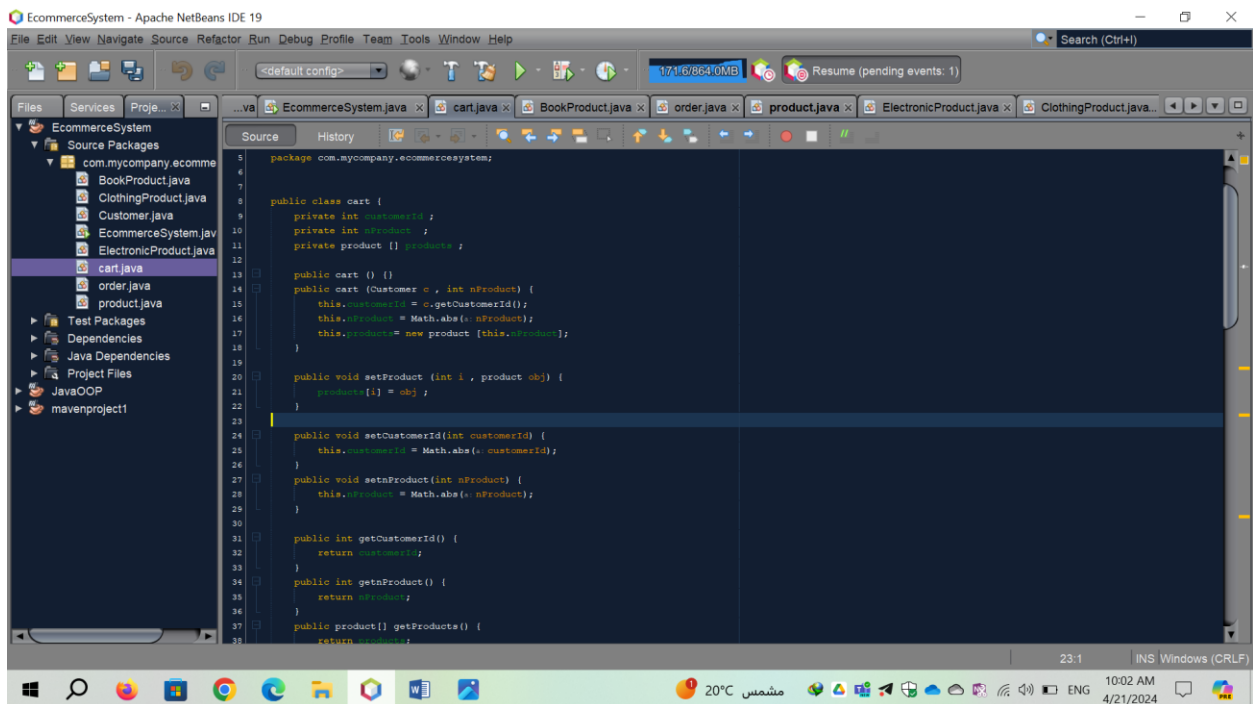 EcommerceSystem - Apache NetBeans IDE 19
File Edit View Navigate Source Refactor Run Debug Profile Team Tools Window Help
Search (Ctrl+I)
<default config>
171.6/864.0MB
Resume (pending events: 1)
Files Services Proje...
...va EcommerceSystem.java cart.java BookProduct.java order.java product.java ElectronicProduct.java ClothingProduct.java...
EcommerceSystem
Source Packages
com.mycompany.ecomme
BookProduct.java
ClothingProduct.java
Customer.java
EcommerceSystem.jav
ElectronicProduct.java
cart.java
order.java
product.java
Test Packages
Dependencies
Java Dependencies
Project Files
JavaOOP
mavenproject1
Source History
5 package com.mycompany.ecommercesystem;
6
7
8 public class cart {
9 private int customerId ;
10 private int nProduct ;
11 private product [] products ;
12
13 public cart () {}
14 public cart (Customer c , int nProduct) {
15 this.customerId = c.getCustomerId();
16 this.nProduct = Math.abs(a: nProduct);
17 this.products= new product [this.nProduct];
18 }
19
20 public void setProduct (int i , product obj) {
21 products[i] = obj ;
22 }
23
24 public void setCustomerId(int customerId) {
25 this.customerId = Math.abs(a: customerId);
26 }
27 public void setnProduct(int nProduct) {
28 this.nProduct = Math.abs(a: nProduct);
29 }
30
31 public int getCustomerId() {
32 return customerId;
33 }
34 public int getnProduct() {
35 return nProduct;
36 }
37 public product[] getProducts() {
38 return products;
23:1 INS Windows (CRLF)
1 20°C مشمس ENG 10:02 AM
4/21/2024
PRE